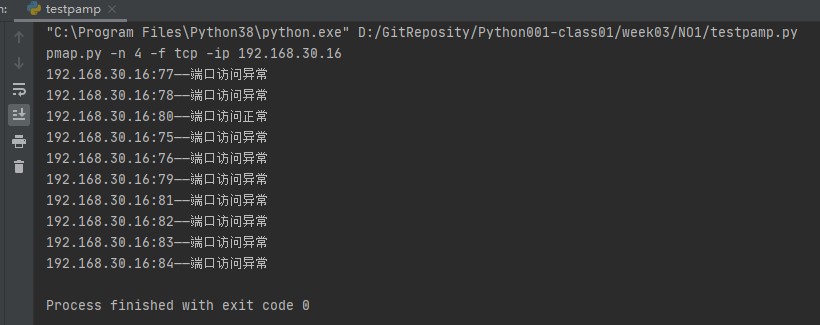 n:
testpamp
"C:\Program Files\Python38\python.exe" D:/GitReposity/Python001-class01/week03/NO1/testpamp.py
pmap.py -n 4 -f tcp -ip 192.168.30.16
192.168.30.16:77——端口访问异常
192.168.30.16:78——端口访问异常
192.168.30.16:80——端口访问正常
192.168.30.16:75——端口访问异常
192.168.30.16:76——端口访问异常
192.168.30.16:79——端口访问异常
192.168.30.16:81——端口访问异常
192.168.30.16:82——端口访问异常
192.168.30.16:83——端口访问异常
192.168.30.16:84——端口访问异常
Process finished with exit code 0